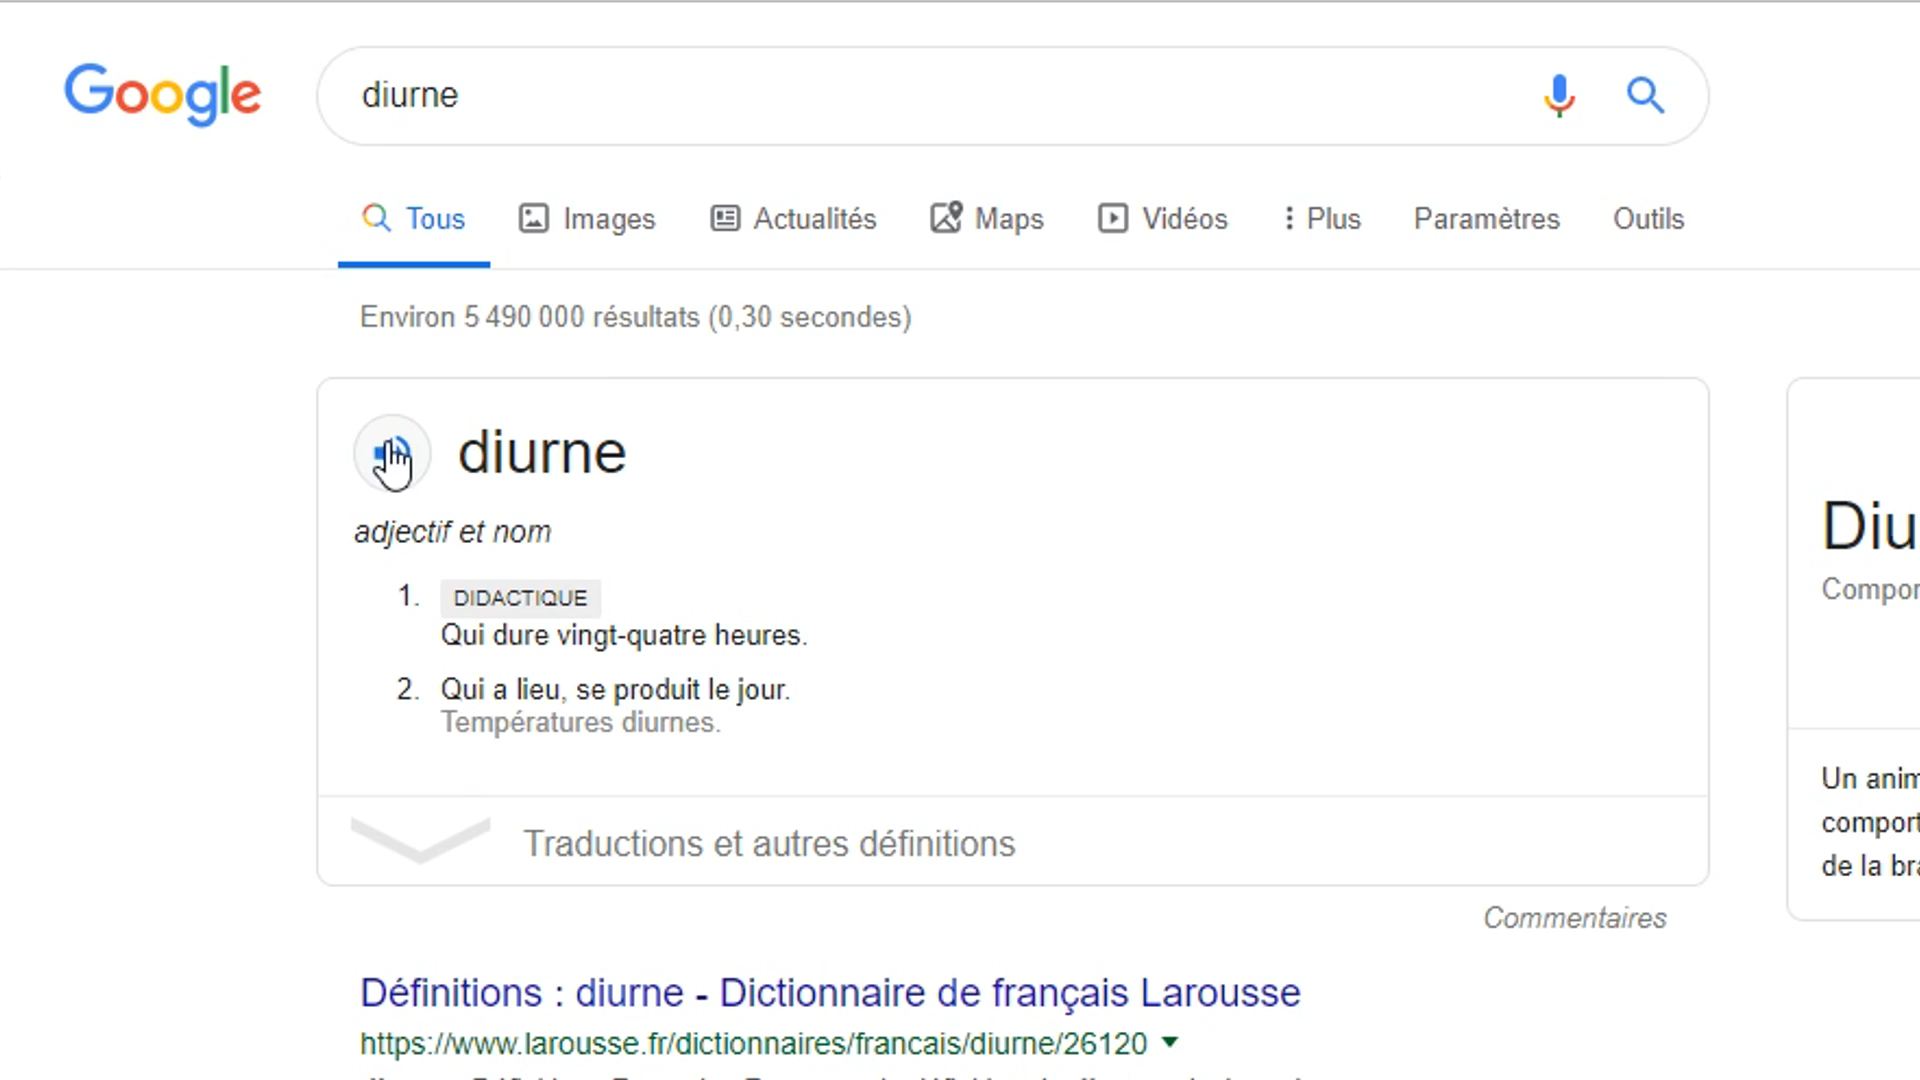 Google
diurne
Tous Images Actualités Maps Vidéos Plus Paramètres Outils
Environ 5 490 000 résultats (0,30 secondes)
diurne
adjectif et nom
1. DIDACTIQUE
Qui dure vingt-quatre heures.
2. Qui a lieu, se produit le jour.
Températures diurnes.
Traductions et autres définitions
Commentaires
Diu
Compor
Un anim
comport
de la bra
Définitions : diurne - Dictionnaire de français Larousse
https://www.larousse.fr/dictionnaires/francais/diurne/26120